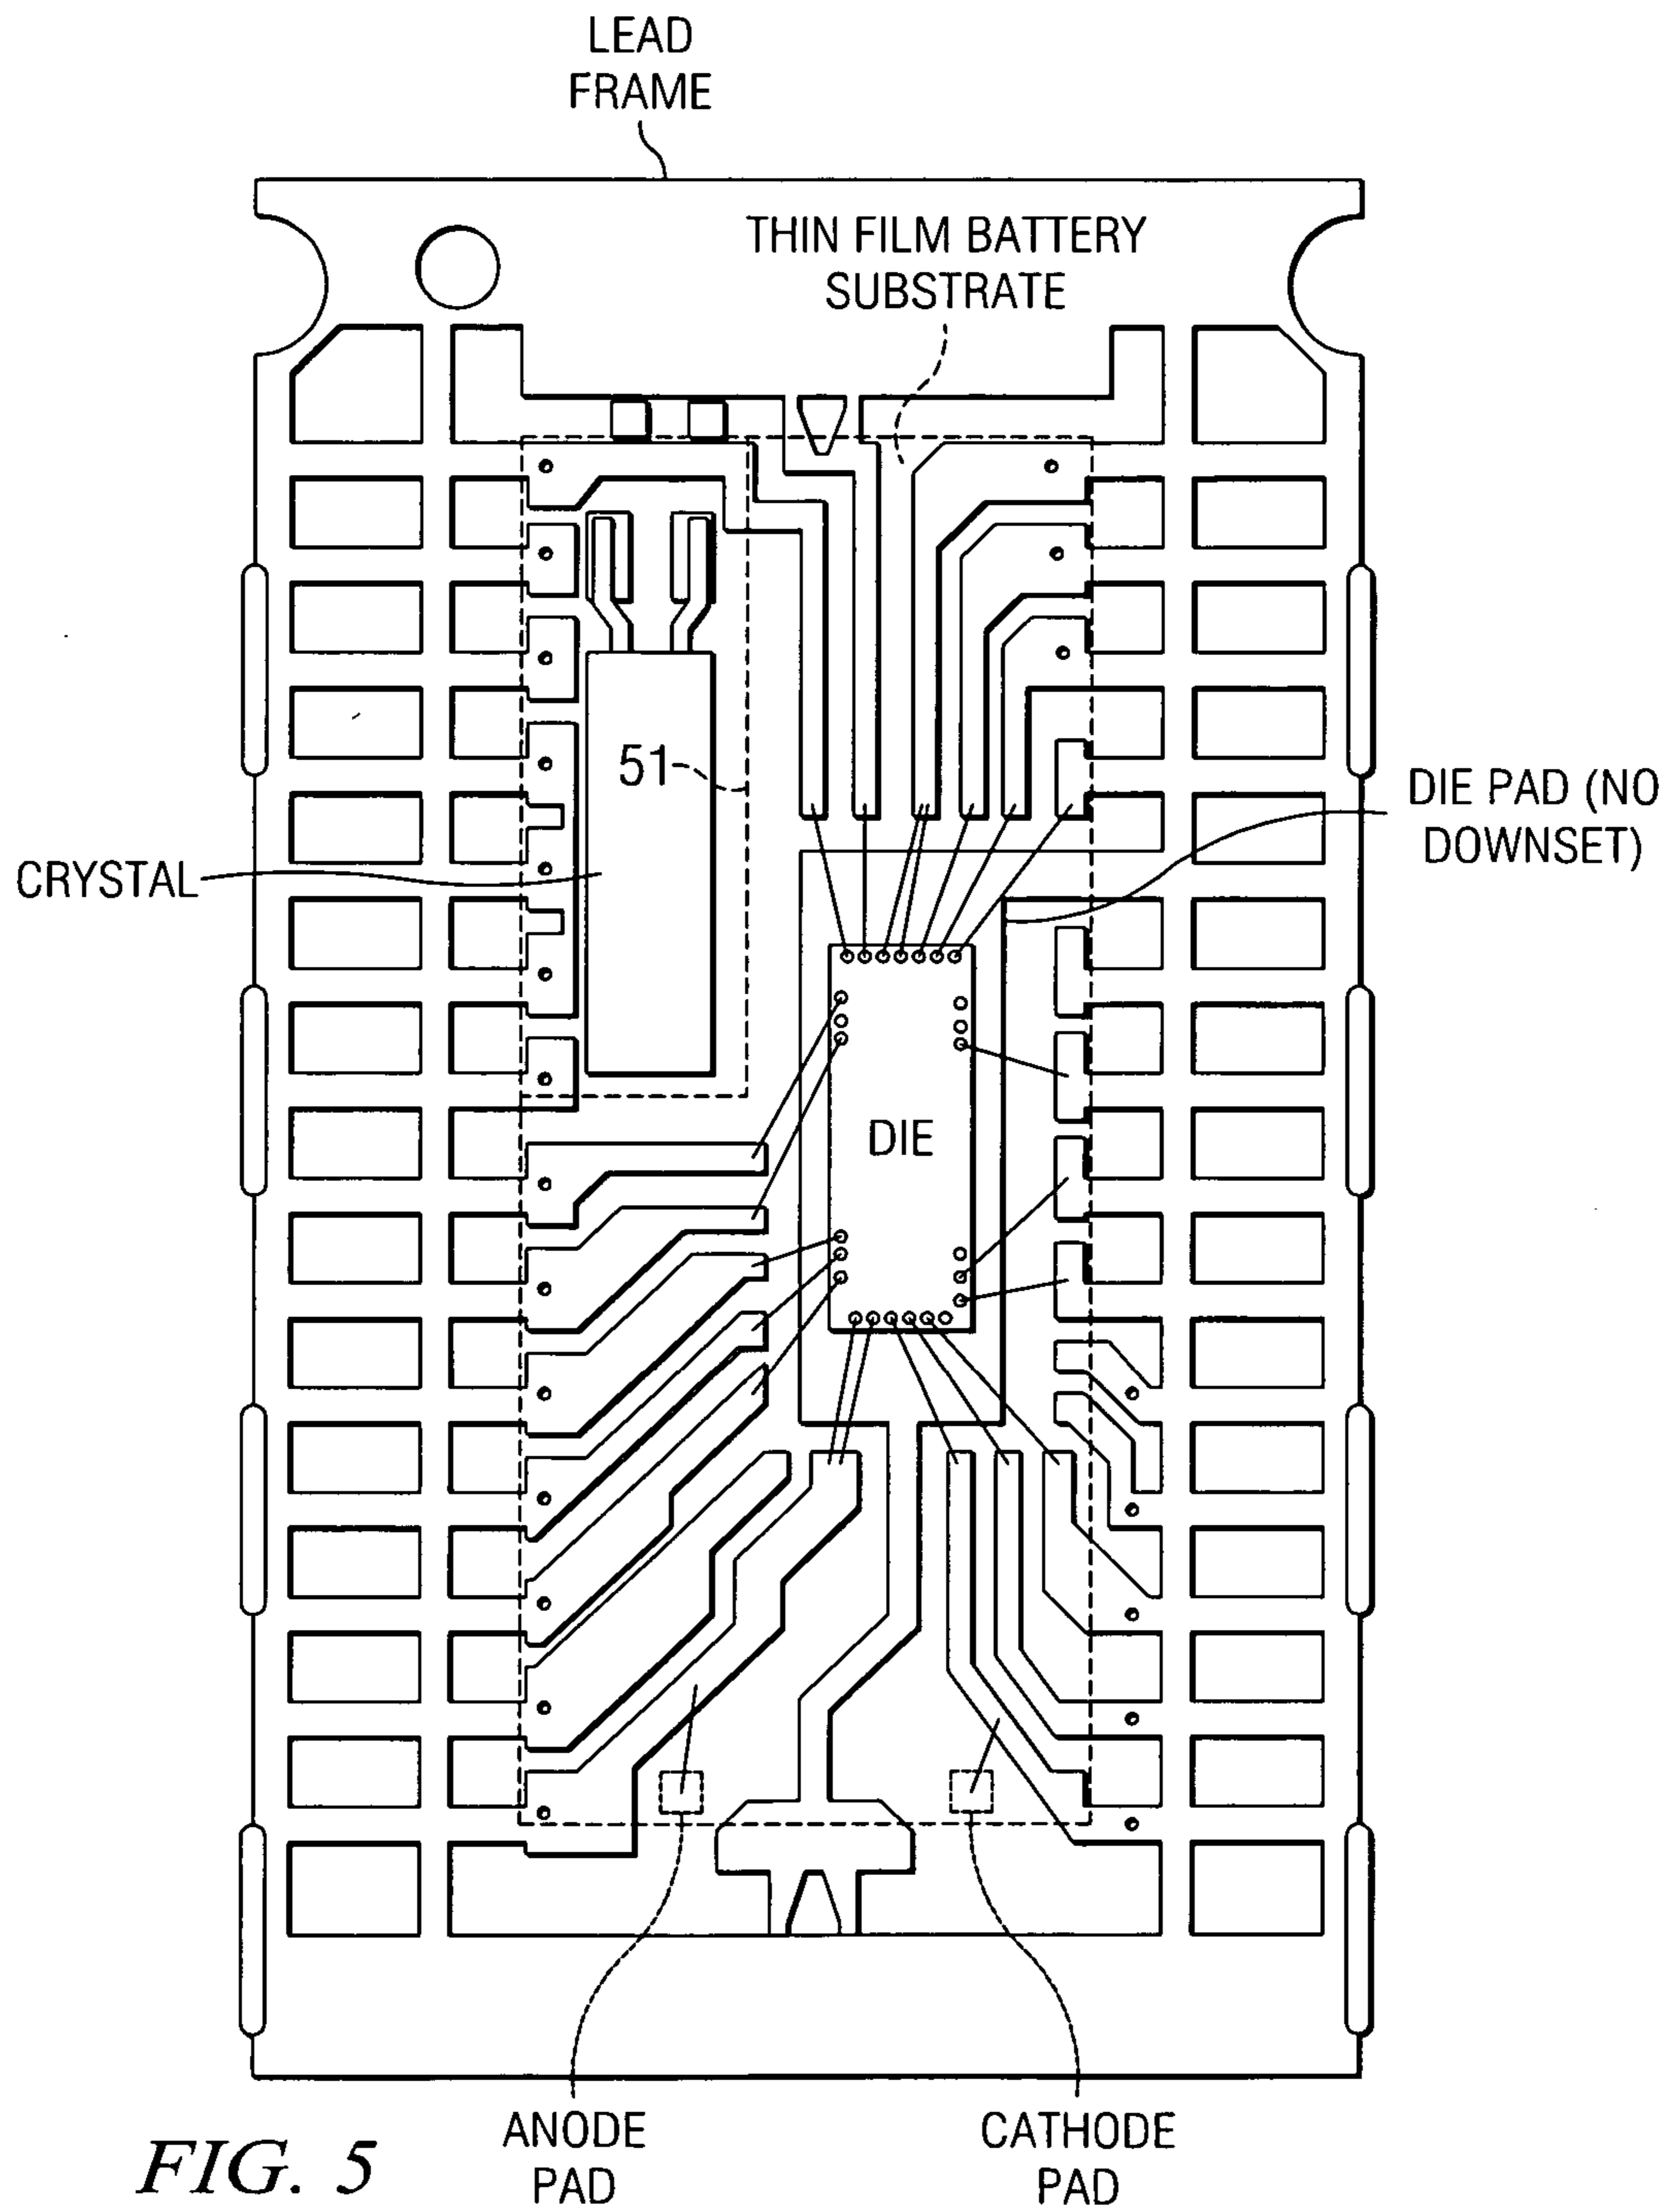 LEAD
FRAME
THIN FILM BATTERY
SUBSTRATE
51
DIE PAD (NO
DOWNSET)
CRYSTAL
DIE
ANODE
PAD
CATHODE
PAD
FIG. 5